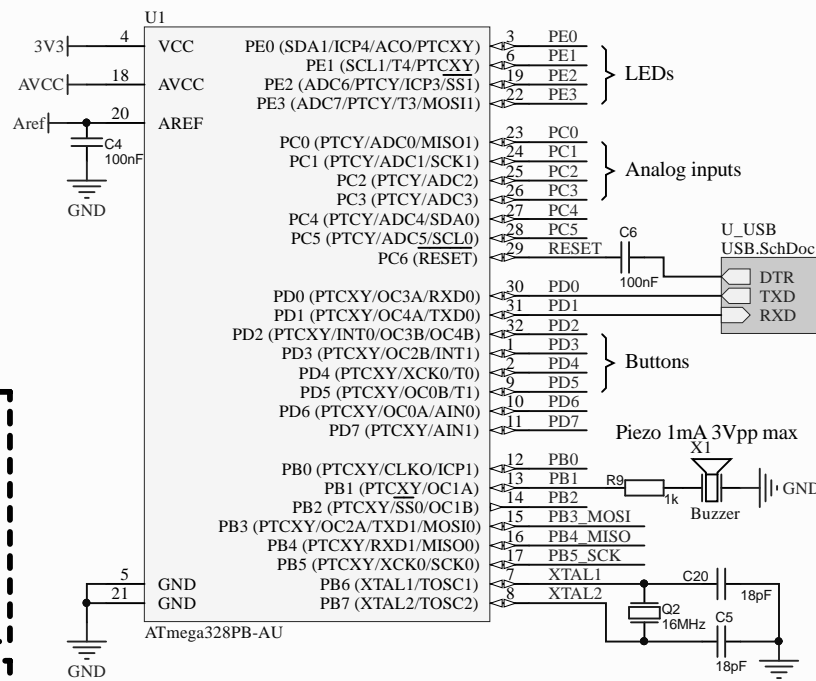 U1
3V3 4 VCC PE0 (SDA1/ICP4/ACO/PTCXY) 3 PE0
PE1 (SCL1/T4/PTCXY) 6 PE1
AVCC 18 AVCC PE2 (ADC6/PTCY/ICP3/SS1) 19 PE2
LEDs
PE3 (ADC7/PTCY/T3/MOSI1) 22 PE3
Aref 20 AREF
C4
100nF
GND
PC0 (PTCY/ADC0/MISO1) 23 PC0
PC1 (PTCY/ADC1/SCK1) 24 PC1
Analog inputs
PC2 (PTCY/ADC2) 25 PC2
PC3 (PTCY/ADC3) 26 PC3
PC4 (PTCY/ADC4/SDA0) 27 PC4
PC5 (PTCY/ADC5/SCL0) 28 PC5
PC6 (RESET) 29 RESET
C6
100nF
U_USB
USB.SchDoc
DTR
TXD
RXD
PD0 (PTCXY/OC3A/RXD0) 30 PD0
PD1 (PTCXY/OC4A/TXD0) 31 PD1
PD2 (PTCXY/INT0/OC3B/OC4B) 32 PD2
PD3 (PTCXY/OC2B/INT1) 1 PD3
Buttons
PD4 (PTCXY/XCK0/T0) 2 PD4
PD5 (PTCXY/OC0B/T1) 9 PD5
PD6 (PTCXY/OC0A/AIN0) 10 PD6
PD7 (PTCXY/AIN1) 11 PD7
Piezo 1mA 3Vpp max
X1
PB0 (PTCXY/CLKO/ICP1) 12 PB0
PB1 (PTCXY/OC1A) 13 PB1
R9
1k
GND
Buzzer
PB2 (PTCXY/SS0/OC1B) 14 PB2
PB3 (PTCXY/OC2A/TXD1/MOSI0) 15 PB3_MOSI
PB4 (PTCXY/RXD1/MISO0) 16 PB4_MISO
PB5 (PTCXY/XCK0/SCK0) 17 PB5_SCK
5 GND PB6 (XTAL1/TOSC1) 7 XTAL1
21 GND PB7 (XTAL2/TOSC2) 8 XTAL2
C20
18pF
Q2
16MHz
C5
18pF
ATmega328PB-AU
GND